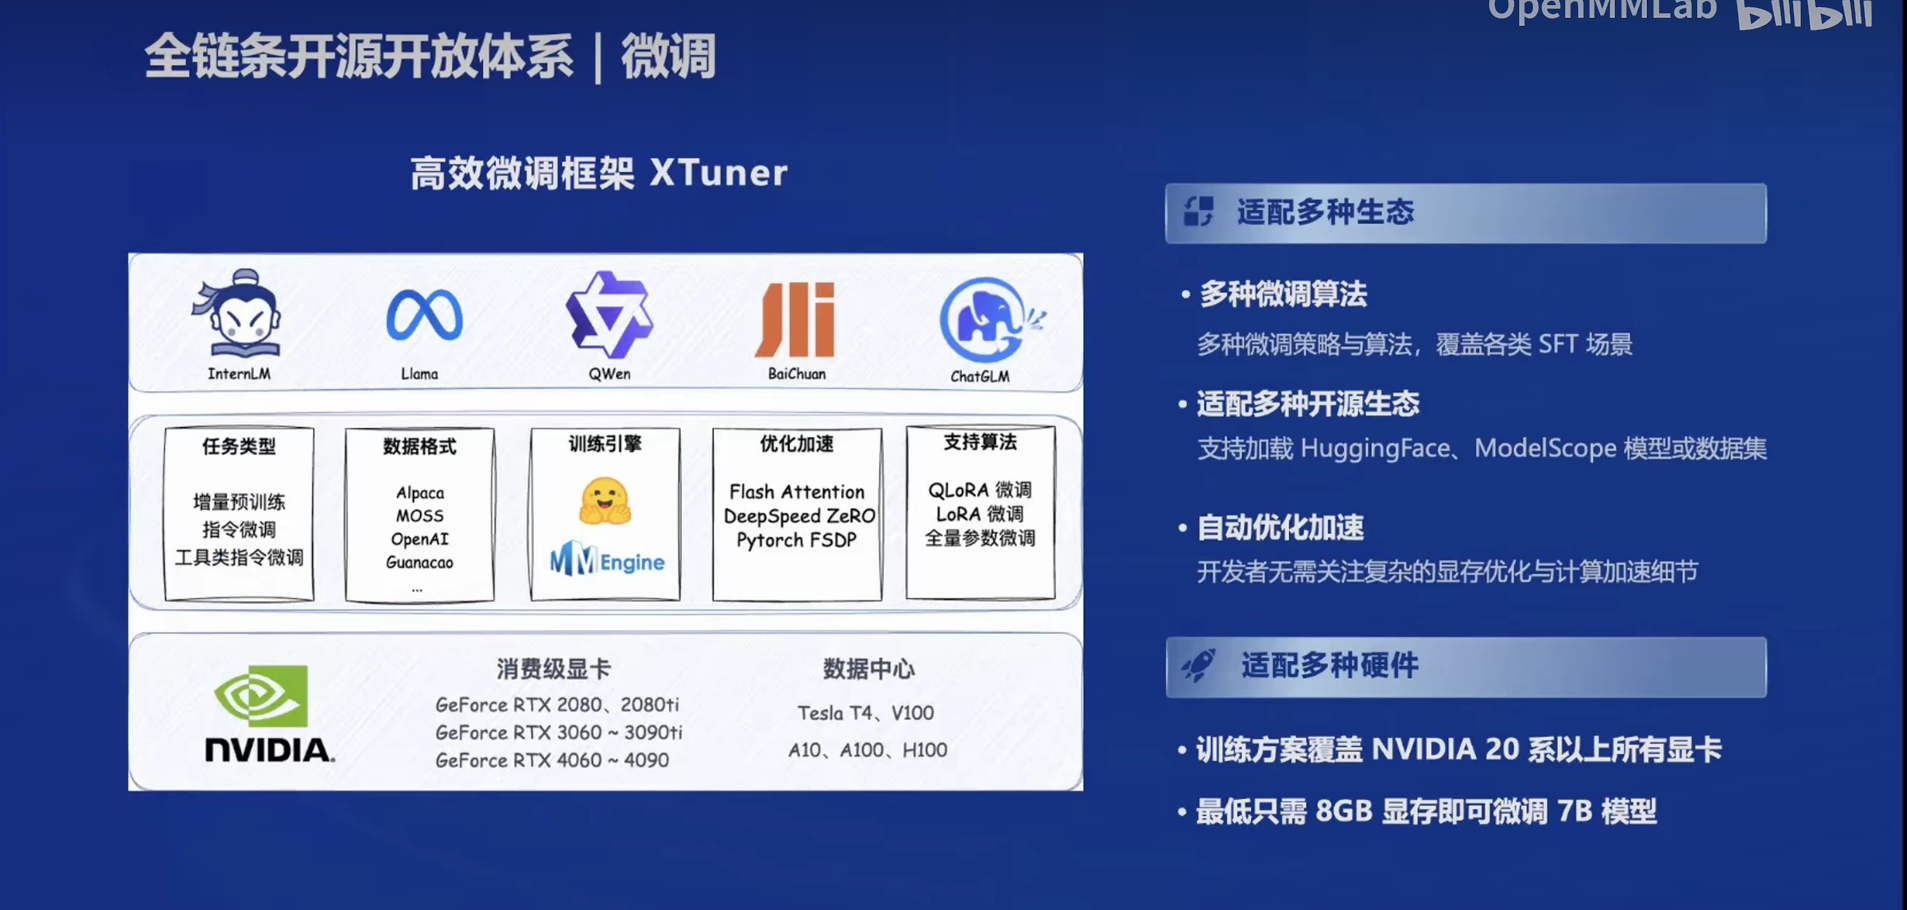 OpenMMLab bilibili
全链条开源开放体系 | 微调
高效微调框架 XTuner
InternLM
Llama
QWen
BaiChuan
ChatGLM
任务类型
增量预训练
指令微调
工具类指令微调
数据格式
Alpaca
MOSS
OpenAI
Guanacao
...
训练引擎
MMEngine
优化加速
Flash Attention
DeepSpeed ZeRO
Pytorch FSDP
支持算法
QLoRA 微调
LoRA 微调
全量参数微调
NVIDIA.
消费级显卡
GeForce RTX 2080、2080ti
GeForce RTX 3060 ~ 3090ti
GeForce RTX 4060 ~ 4090
数据中心
Tesla T4、V100
A10、A100、H100
适配多种生态
• 多种微调算法
多种微调策略与算法，覆盖各类 SFT 场景
• 适配多种开源生态
支持加载 HuggingFace、ModelScope 模型或数据集
• 自动优化加速
开发者无需关注复杂的显存优化与计算加速细节
适配多种硬件
• 训练方案覆盖 NVIDIA 20 系以上所有显卡
• 最低只需 8GB 显存即可微调 7B 模型